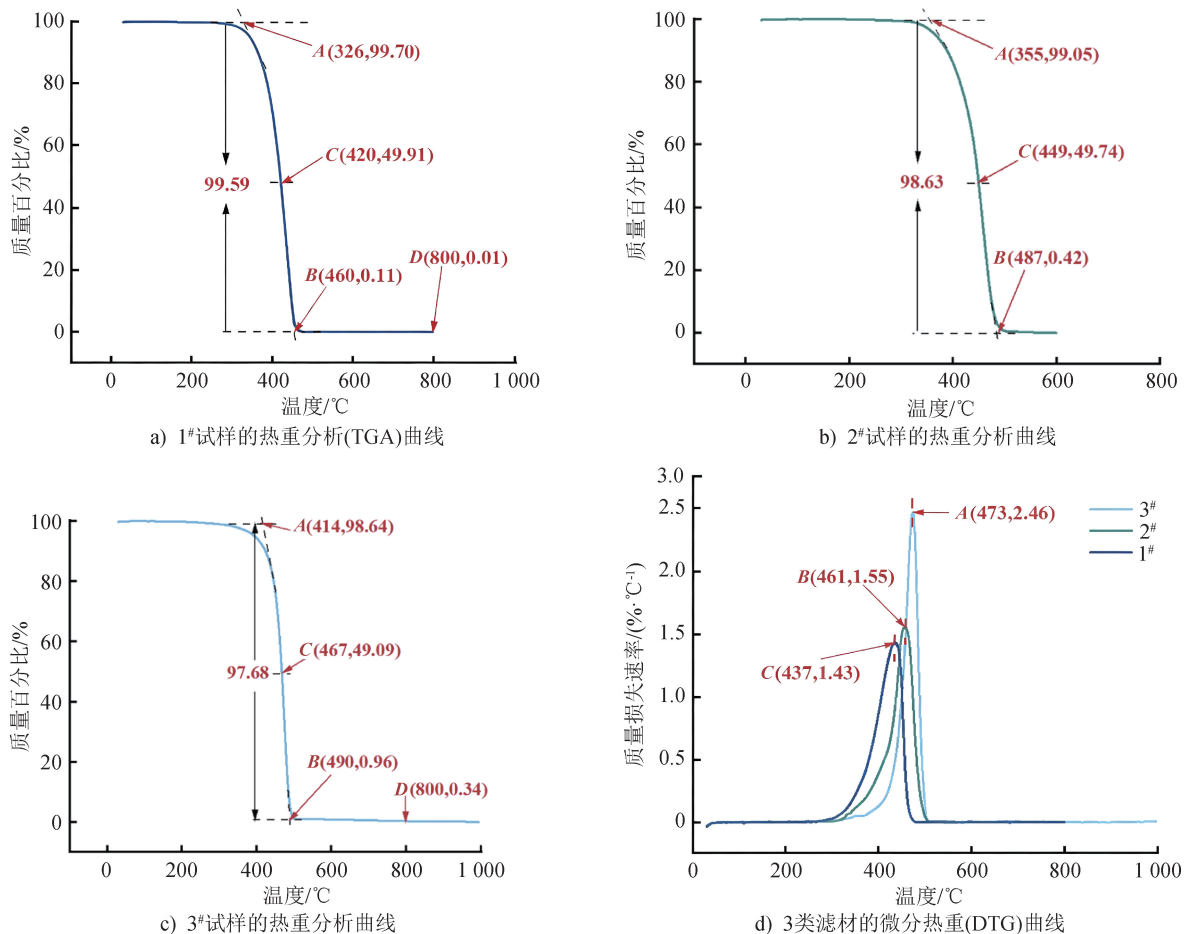 100
80
60
40
20
0
质量百分比/%
A(326,99.70)
C(420,49.91)
99.59
B(460,0.11)
D(800,0.01)
0
200
400
600
800
1 000
温度/℃
a) 1#试样的热重分析(TGA)曲线
100
80
60
40
20
0
质量百分比/%
A(355,99.05)
C(449,49.74)
98.63
B(487,0.42)
0
200
400
600
800
温度/℃
b) 2#试样的热重分析曲线
100
80
60
40
20
0
质量百分比/%
A(414,98.64)
C(467,49.09)
97.68
B(490,0.96)
D(800,0.34)
0
200
400
600
800
1 000
温度/℃
c) 3#试样的热重分析曲线
3.0
2.5
2.0
1.5
1.0
0.5
0
质量损失速率/(%·℃-1)
A(473,2.46)
B(461,1.55)
C(437,1.43)
3#
2#
1#
0
200
400
600
800
1 000
温度/℃
d) 3类滤材的微分热重(DTG)曲线